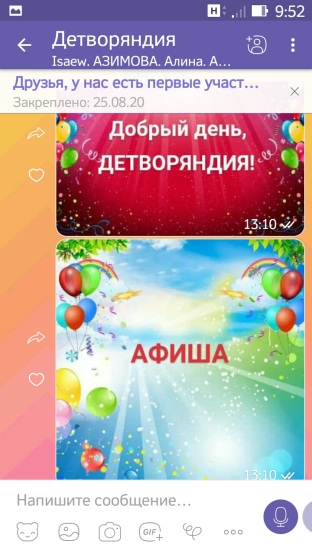 H 9:52
Детворяндия
Isaew. АЗИМОВА. Алина. А...
Друзья, у нас есть первые участ...
Закреплено: 25.08.20
Добрый день,
ДЕТВОРЯНДИЯ!
13:10
АФИША
13:10
Напишите сообщение...
GIF+